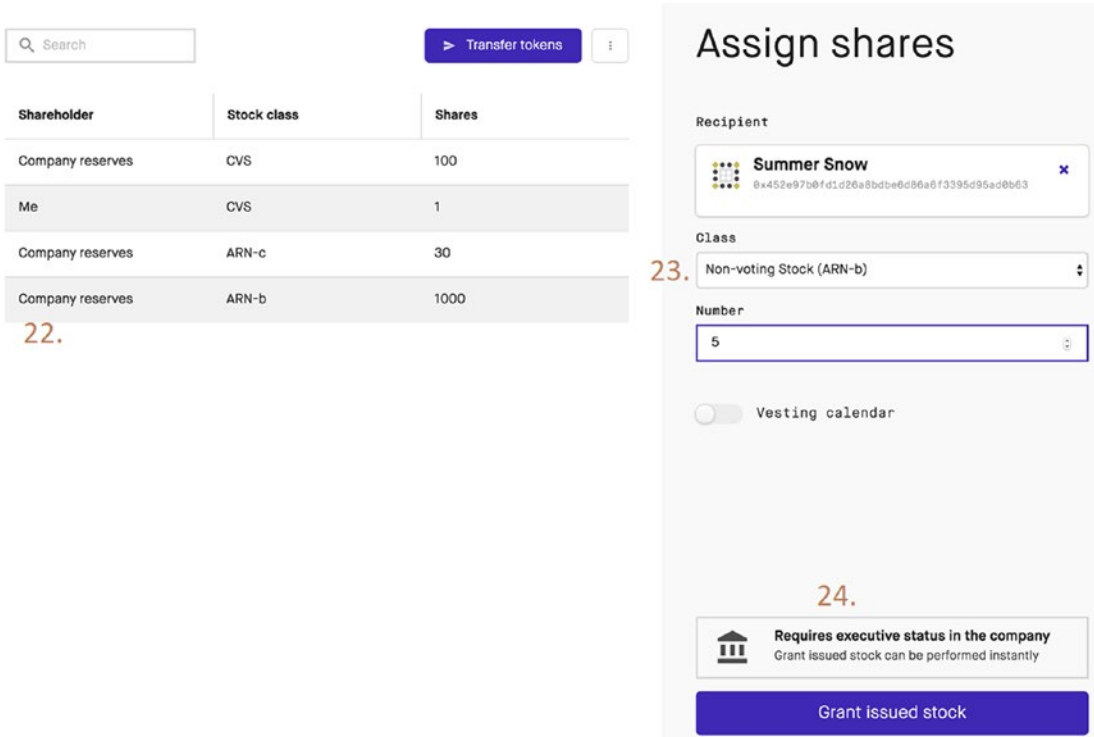 Search
Transfer tokens
Shareholder Stock class Shares
Company reserves CVS 100
Me CVS 1
Company reserves ARN-c 30
Company reserves ARN-b 1000
22.
Assign shares
Recipient
Summer Snow
0x452e97b0fd1d26a8bdbe6d86a6f3395d95ad0b63
Class
23. Non-voting Stock (ARN-b)
Number
5
Vesting calendar
24.
Requires executive status in the company
Grant issued stock can be performed instantly
Grant issued stock